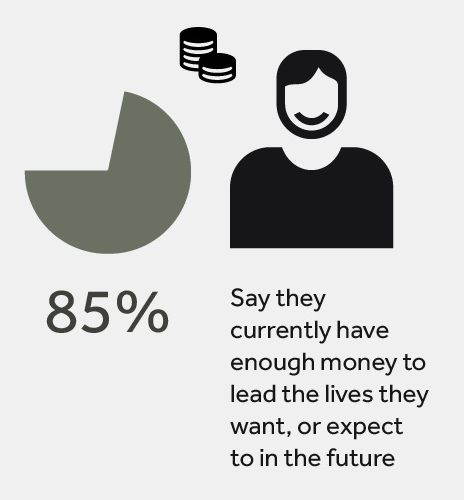 85%
Say they
currently have
enough money to
lead the lives they
want, or expect
to in the future